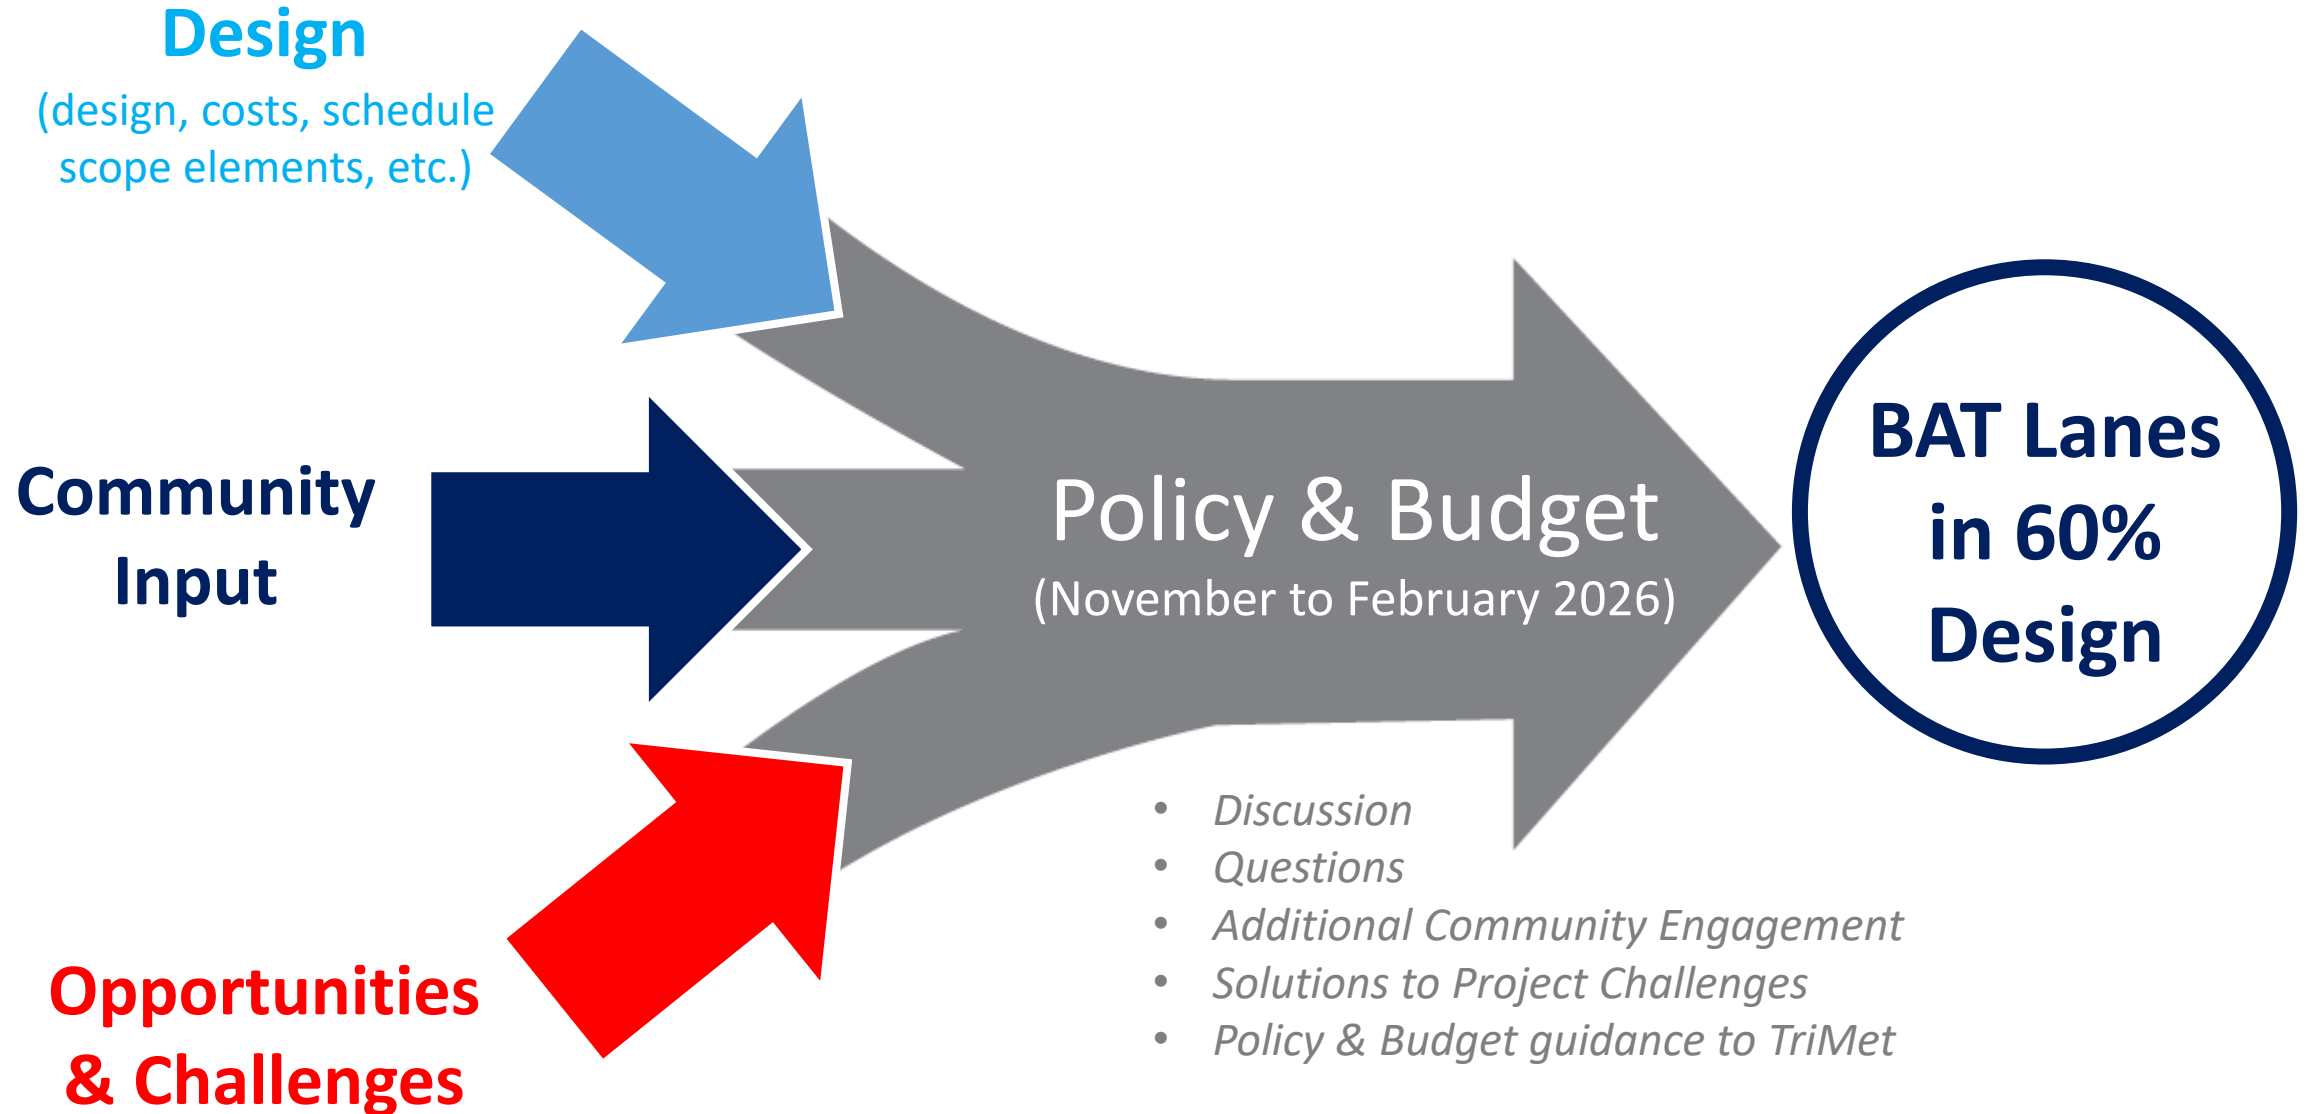 Design
(design, costs, schedule
scope elements, etc.)
Community
Input
Opportunities
& Challenges
Policy & Budget
(November to February 2026)
• Discussion
• Questions
• Additional Community Engagement
• Solutions to Project Challenges
• Policy & Budget guidance to TriMet
BAT Lanes
in 60%
Design